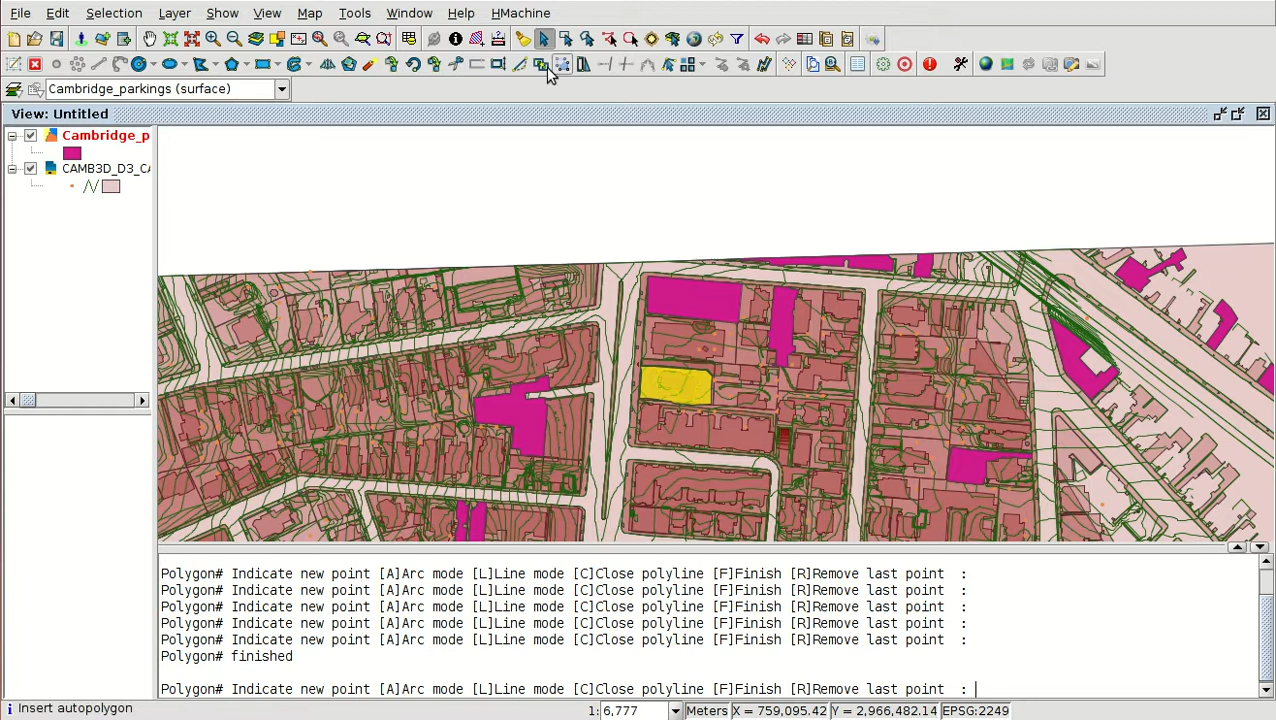 File Edit Selection Layer Show View Map Tools Window Help HMachine
Cambridge_parkings (surface)
View: Untitled
Cambridge_p
CAMB3D_D3_CA
Polygon# Indicate new point [A]Arc mode [L]Line mode [C]Close polyline [F]Finish [R]Remove last point :
Polygon# Indicate new point [A]Arc mode [L]Line mode [C]Close polyline [F]Finish [R]Remove last point :
Polygon# Indicate new point [A]Arc mode [L]Line mode [C]Close polyline [F]Finish [R]Remove last point :
Polygon# Indicate new point [A]Arc mode [L]Line mode [C]Close polyline [F]Finish [R]Remove last point :
Polygon# Indicate new point [A]Arc mode [L]Line mode [C]Close polyline [F]Finish [R]Remove last point :
Polygon# finished
Polygon# Indicate new point [A]Arc mode [L]Line mode [C]Close polyline [F]Finish [R]Remove last point :
Insert autopolygon 1: 6,777 Meters X = 759,095.42 Y = 2,966,482.14 EPSG:2249